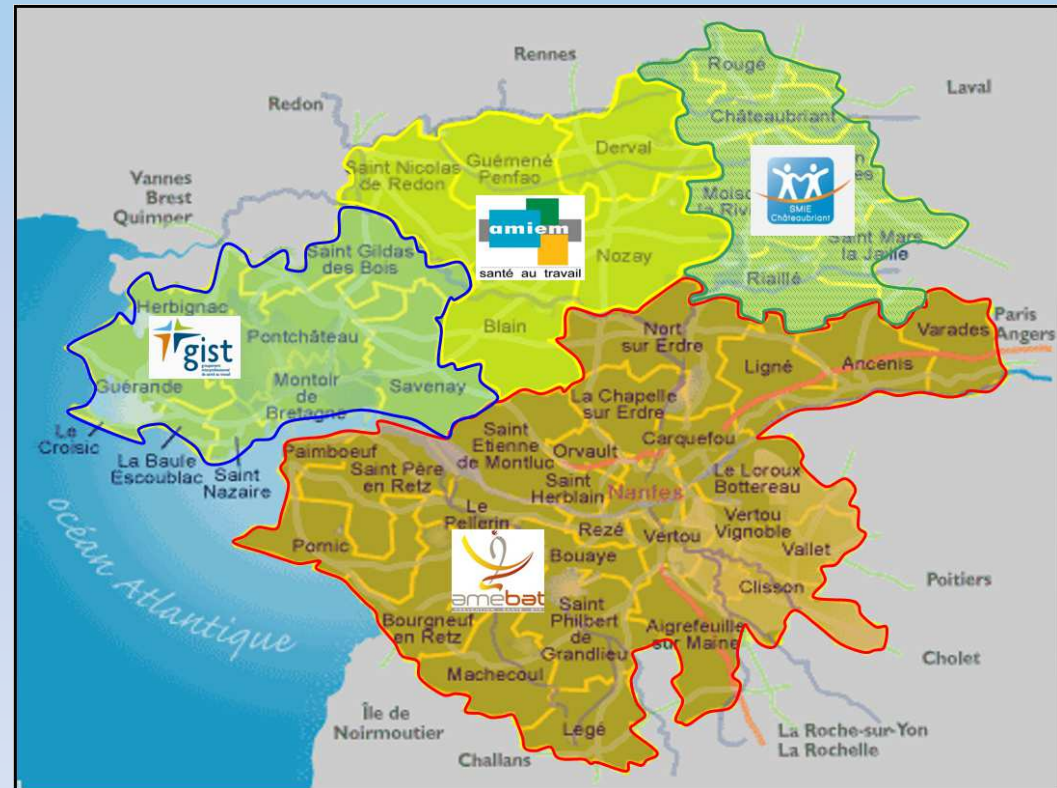 Rennes
Rougé
Laval
Redon
Châteaubriant
Derval
Guémené
Penfao
Saint Nicolas
de Redon
Vannes
Brest
Quimper
SMIE
Châteaubriant
amiem
santé au travail
Saint Mars
la Jaille
Saint Gildas
des Bois
Nozay
Riaillé
Herbignac
gist
Pontchâteau
Blain
Nort
sur Erdre
Varades
Paris
Angers
Ligné
Ancenis
Guérande
Montoir
de
Bretagne
Savenay
La Chapelle
sur Erdre
Le
Croisic
La Baule
Escoublac
Saint
Nazaire
Paimboeuf
Saint
Etienne
de Montluc
Orvault
Carquefou
Saint Père
en Retz
Saint
Herblain
Nantes
Le Loroux
Bottereau
Le
Pellerin
Rezé
Vertou
Vertou
Vignoble
Vallet
Pornic
Bouaye
océan Atlantique
amebat
Clisson
Poitiers
Bourgneuf
en Retz
Saint
Philbert
de
Grandlieu
Aigrefeuille
sur Maine
Cholet
Machecoul
Île de
Noirmoutier
Legé
La Roche-sur-Yon
La Rochelle
Challans